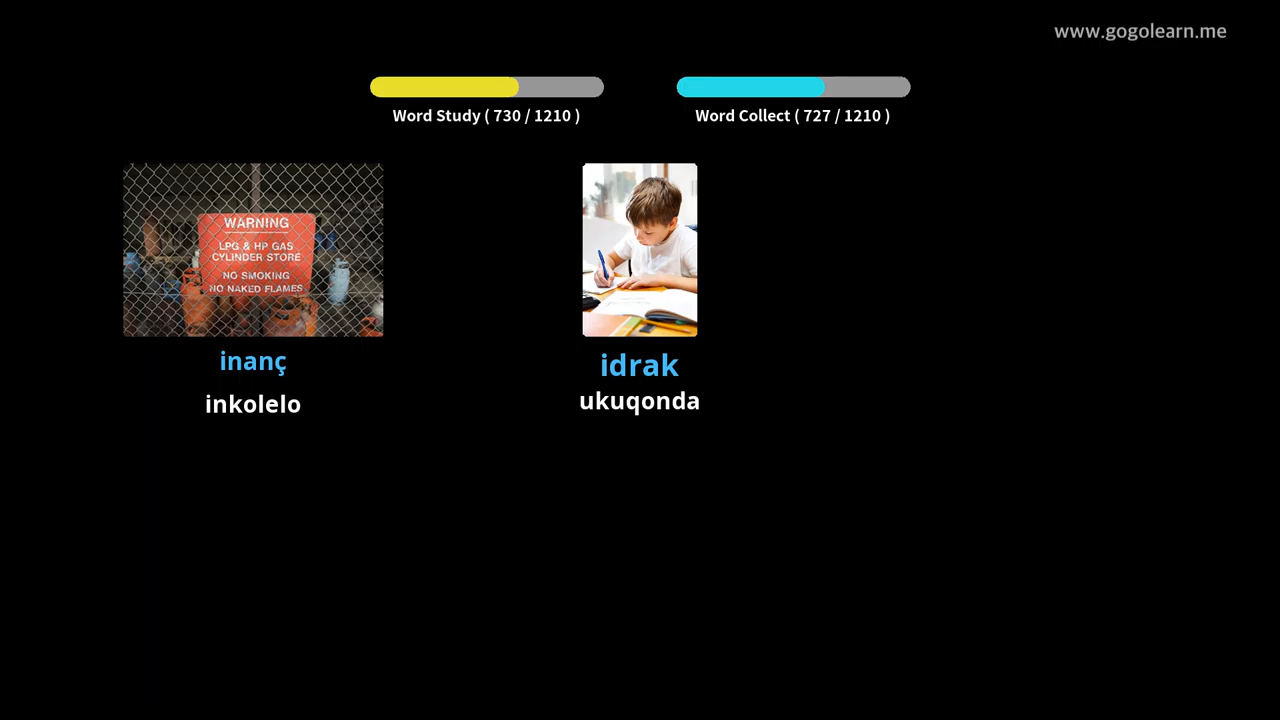 www.gogolearn.me
Word Study ( 730 / 1210 )
Word Collect ( 727 / 1210 )
WARNING
LPG & HP GAS
CYLINDER STORE
NO SMOKING
NO NAKED FLAMES
inanç
inkolelo
idrak
ukuqonda